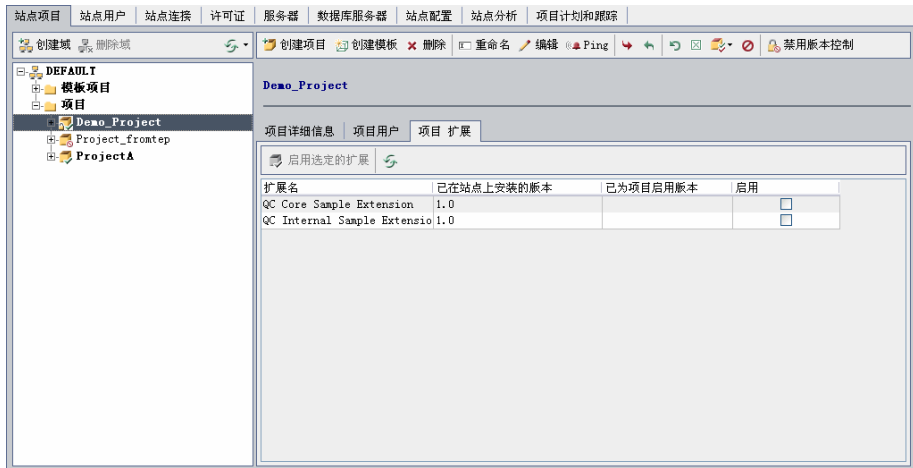 站点项目 站点用户 站点连接 许可证 服务器 数据库服务器 站点配置 站点分析 项目计划和跟踪
创建域 删除域
创建项目 创建模板 删除 重命名 编辑 Ping 禁用版本控制
DEFAULT
模板项目
项目
Demo_Project
Project_fromtep
ProjectA
Demo_Project
项目详细信息 项目用户 项目 扩展
启用选定的扩展
扩展名 已在站点上安装的版本 已为项目启用版本 启用
QC Core Sample Extension 1.0
QC Internal Sample Extensio 1.0